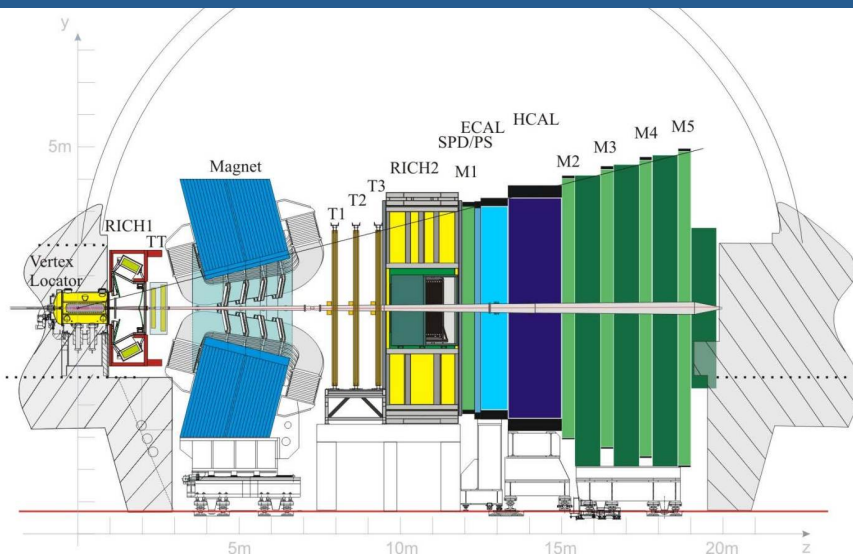 y
5m
Vertex
Locator
RICH1
TT
Magnet
T1
T2
T3
RICH2
M1
SPD/PS
ECAL
HCAL
M2
M3
M4
M5
5m
10m
15m
20m
z